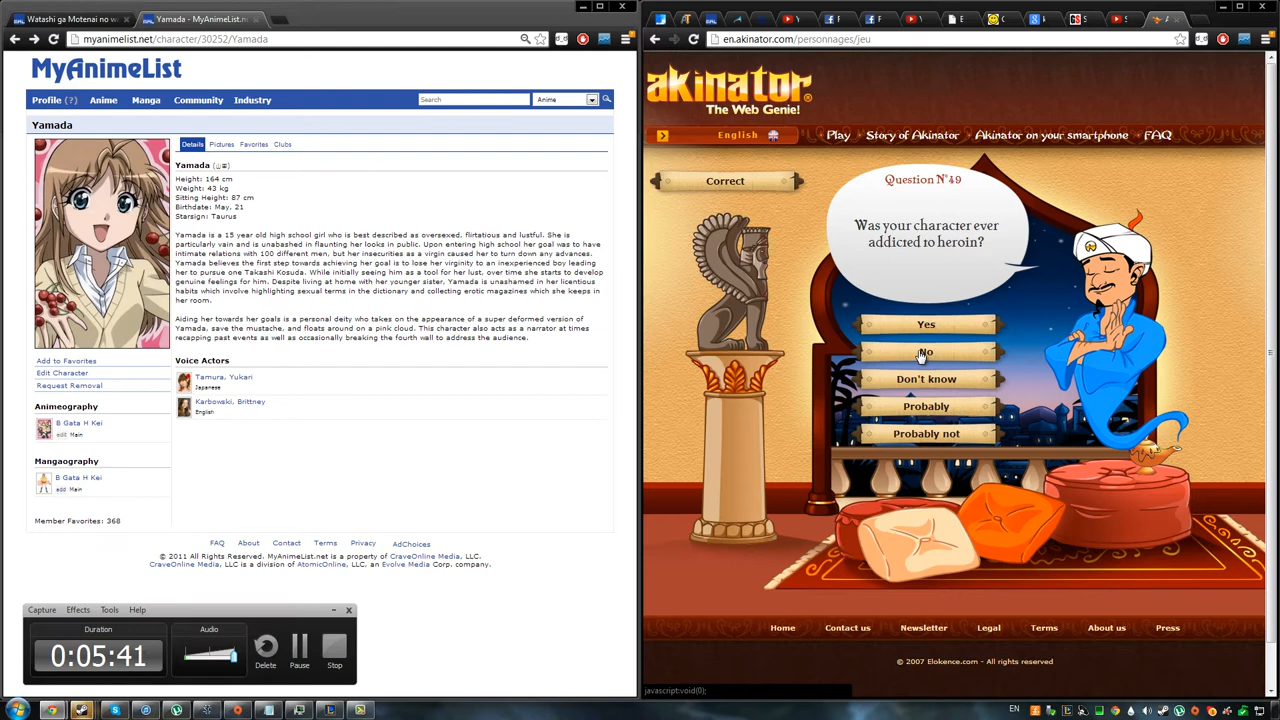 Watashi ga Motenai no w
Yamada - MyAnimeList.n
myanimelist.net/character/30252/Yamada
MyAnimeList
Profile (?) Anime Manga Community Industry
Search
Anime
Yamada
Details Pictures Favorites Clubs
Yamada (山田)
Height: 164 cm
Weight: 43 kg
Sitting Height: 87 cm
Birthdate: May. 21
Starsign: Taurus
Yamada is a 15 year old high school girl who is best described as oversexed, flirtatious and lustful. She is
particularly vain and is unabashed in flaunting her looks in public. Upon entering high school her goal was to have
intimate relations with 100 different men, but her insecurities as a virgin caused her to turn down any advances.
Yamada believes the first step towards achieving her goal is to lose her virginity to an inexperienced boy leading
her to pursue one Takashi Kosuda. While initially seeing him as a tool for her lust, over time she starts to develop
genuine feelings for him. Despite living at home with her younger sister, Yamada is unashamed in her licentious
habits which involve highlighting sexual terms in the dictionary and collecting erotic magazines which she keeps in
her room.
Aiding her towards her goals is a personal deity who takes on the appearance of a super deformed version of
Yamada, save the mustache, and floats around on a pink cloud. This character also acts as a narrator at times
recapping past events as well as occasionally breaking the fourth wall to address the audience.
Add to Favorites
Edit Character
Request Removal
Voice Actors
Tamura, Yukari
Japanese
Karbowski, Brittney
English
Animeography
B Gata H Kei
edit Main
Mangaography
B Gata H Kei
add Main
Member Favorites: 368
FAQ About Contact Terms Privacy AdChoices
© 2011 All Rights Reserved. MyAnimeList.net is a property of CraveOnline Media, LLC.
CraveOnline Media, LLC is a division of AtomicOnline, LLC, an Evolve Media Corp. company.
Capture Effects Tools Help
Duration
0:05:41
Audio
Delete Pause Stop
en.akinator.com/personnages/jeu
akinator
The Web Genie!
English
Play Story of Akinator Akinator on your smartphone FAQ
Correct
Question N°49
Was your character ever
addicted to heroin?
Yes
No
Don't know
Probably
Probably not
Home Contact us Newsletter Legal Terms About us Press
© 2007 Elokence.com - All rights reserved
javascript:void(0);
EN